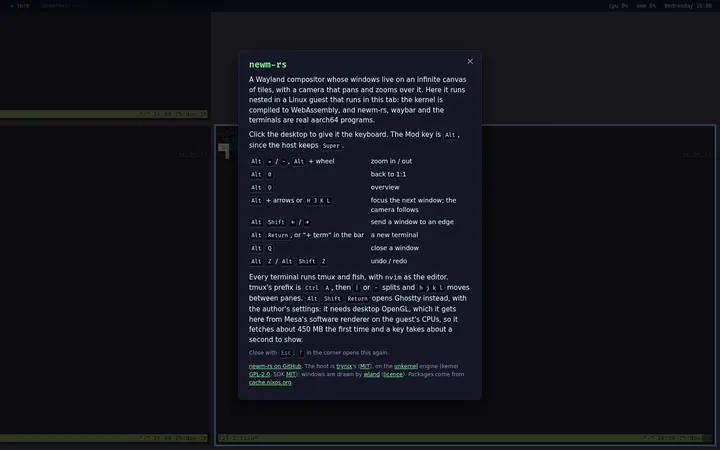 + term
cpu 0% mem 6% Wednesday 16:06
newm-rs
A Wayland compositor whose windows live on an infinite canvas
of tiles, with a camera that pans and zooms over it. Here it runs
nested in a Linux guest that runs in this tab: the kernel is
compiled to WebAssembly, and newm-rs, waybar and the
terminals are real aarch64 programs.
Click the desktop to give it the keyboard. The Mod key is Alt,
since the host keeps Super.
Alt + / -, Alt + wheel zoom in / out
Alt 0 back to 1:1
Alt O overview
Alt + arrows or H J K L focus the next window; the
camera follows
Alt Shift ← / → send a window to an edge
Alt Return, or "+ term" in the bar a new terminal
Alt Q close a window
Alt Z / Alt Shift Z undo / redo
Every terminal runs tmux and fish, with nvim as the editor.
tmux's prefix is Ctrl A, then | or - splits and h j k l moves
between panes. Alt Shift Return opens Ghostty instead, with
the author's settings: it needs desktop OpenGL, which it gets
here from Mesa's software renderer on the guest's CPUs, so it
fetches about 450 MB the first time and a key takes about a
second to show.
Close with Esc; ? in the corner opens this again.
newm-rs on GitHub. The boot is trynix's (MIT), on the unkernel engine (kernel
GPL-2.0, SDK MIT); windows are drawn by wland (licence). Packages come from
cache.nixos.org.